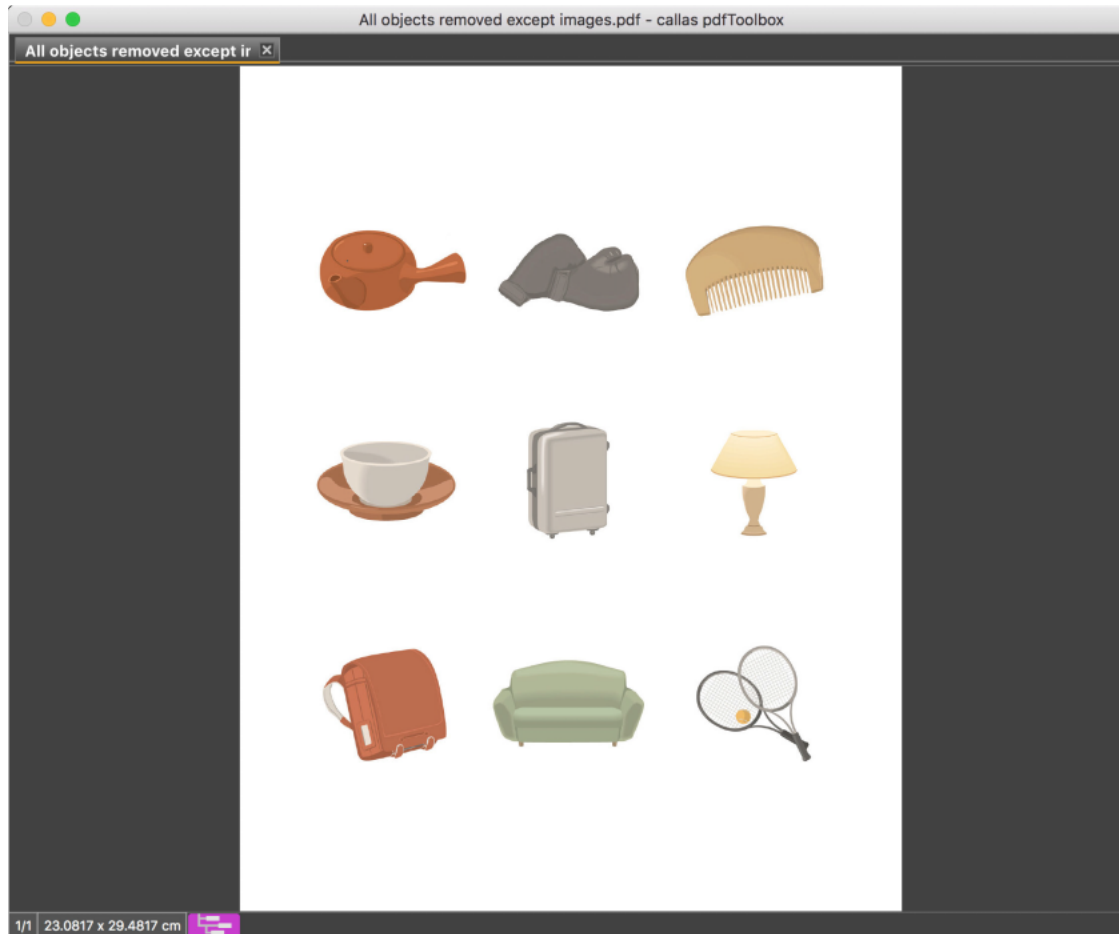 All objects removed except images.pdf - callas pdfToolbox
All objects removed except ir
1/1 23.0817 x 29.4817 cm